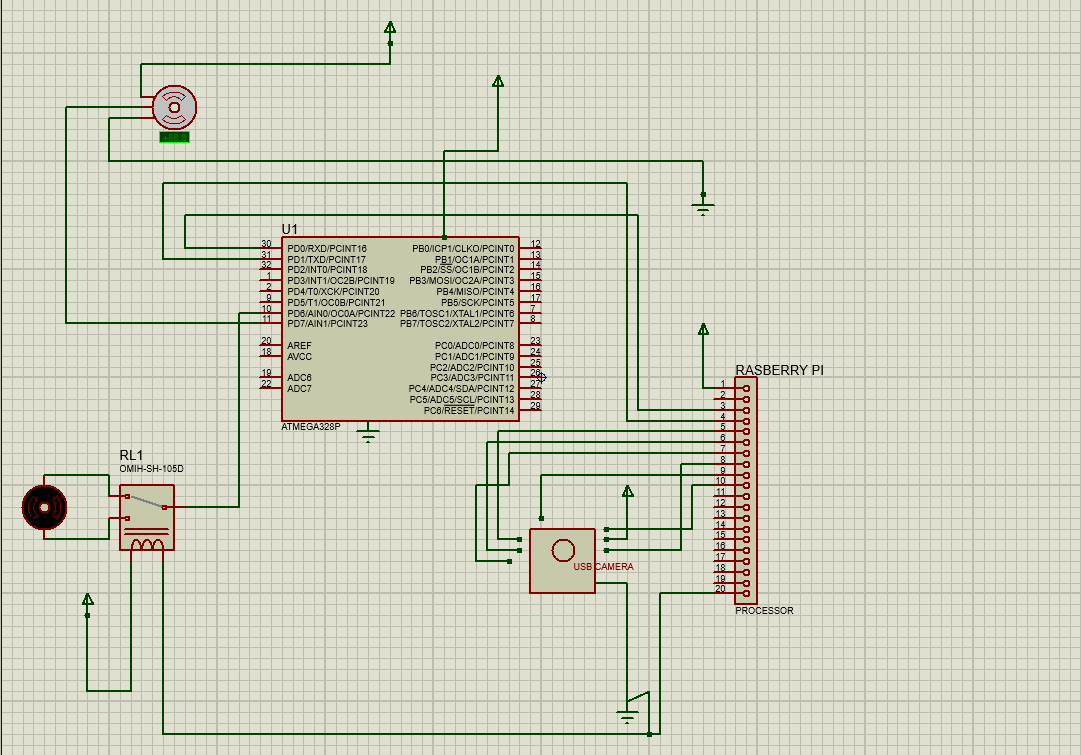 U1
30 PD0/RXD/PCINT16 PB0/ICP1/CLKO/PCINT0 12
31 PD1/TXD/PCINT17 PB1/OC1A/PCINT1 13
32 PD2/INT0/PCINT18 PB2/SS/OC1B/PCINT2 14
1 PD3/INT1/OC2B/PCINT19 PB3/MOSI/OC2A/PCINT3 15
2 PD4/T0/XCK/PCINT20 PB4/MISO/PCINT4 16
9 PD5/T1/OC0B/PCINT21 PB5/SCK/PCINT5 17
10 PD6/AIN0/OC0A/PCINT22 PB6/TOSC1/XTAL1/PCINT6 7
11 PD7/AIN1/PCINT23 PB7/TOSC2/XTAL2/PCINT7 8
20 AREF PC0/ADC0/PCINT8 23
18 AVCC PC1/ADC1/PCINT9 24
PC2/ADC2/PCINT10 25
19 ADC6 PC3/ADC3/PCINT11 26
22 ADC7 PC4/ADC4/SDA/PCINT12 27
PC5/ADC5/SCL/PCINT13 28
PC6/RESET/PCINT14 29
ATMEGA328P
RASBERRY PI
1
2
3
4
5
6
7
8
9
10
11
12
13
14
15
16
17
18
19
20
PROCESSOR
RL1
OMIH-SH-105D
USB CAMERA